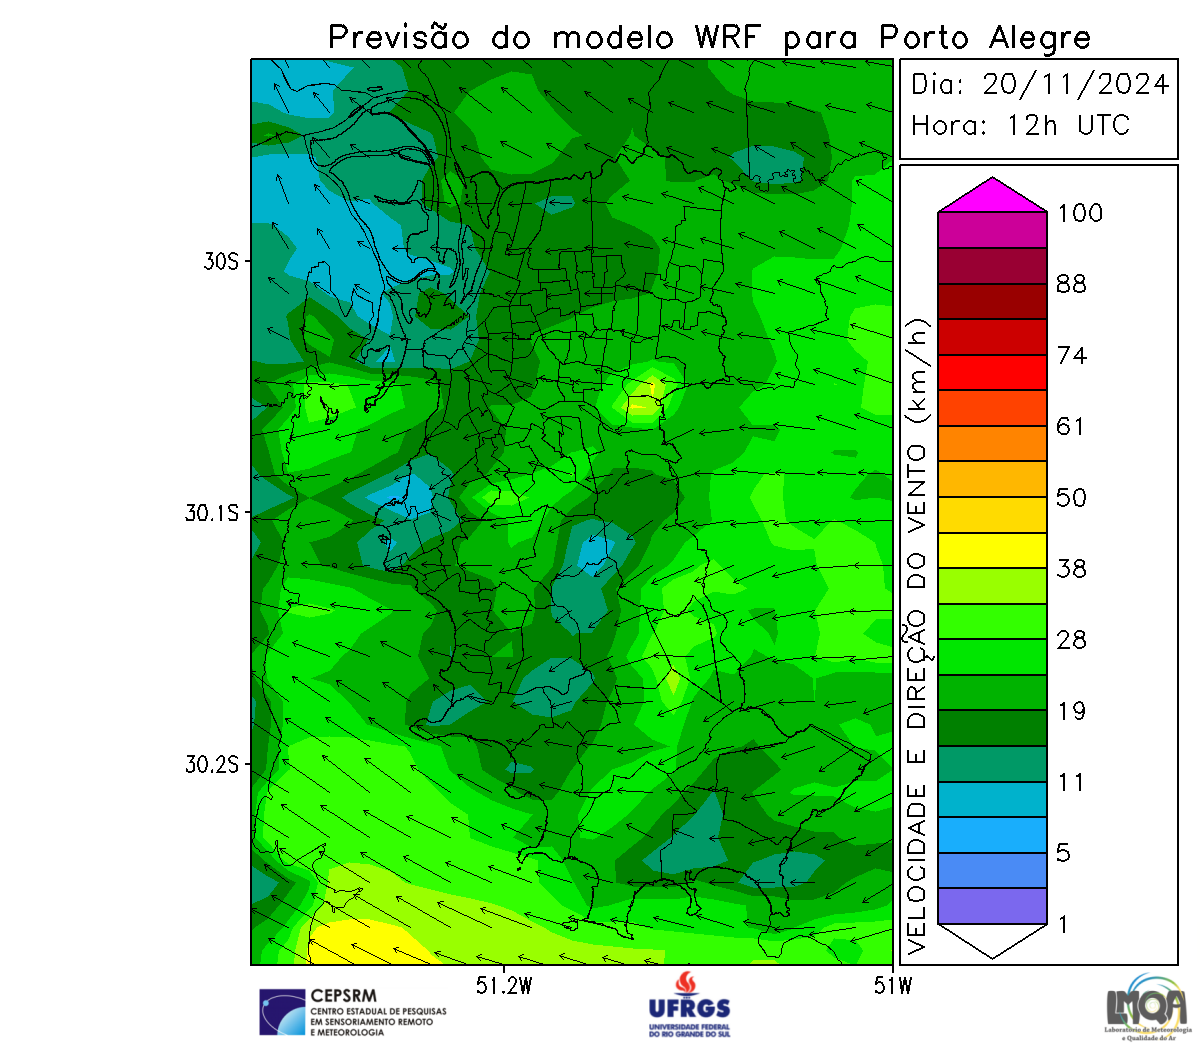 Previsão do modelo WRF para Porto Alegre
Dia: 20/11/2024
Hora: 12h UTC
30S
30.1S
30.2S
51.2W
51W
VELOCIDADE E DIREÇÃO DO VENTO (km/h)
100
88
74
61
50
38
28
19
11
5
1
CEPSRM
CENTRO ESTADUAL DE PESQUISAS
EM SENSORIAMENTO REMOTO
E METEOROLOGIA
UFRGS
UNIVERSIDADE FEDERAL
DO RIO GRANDE DO SUL
LMQA
Laboratório de Meteorologia
e Qualidade do Ar